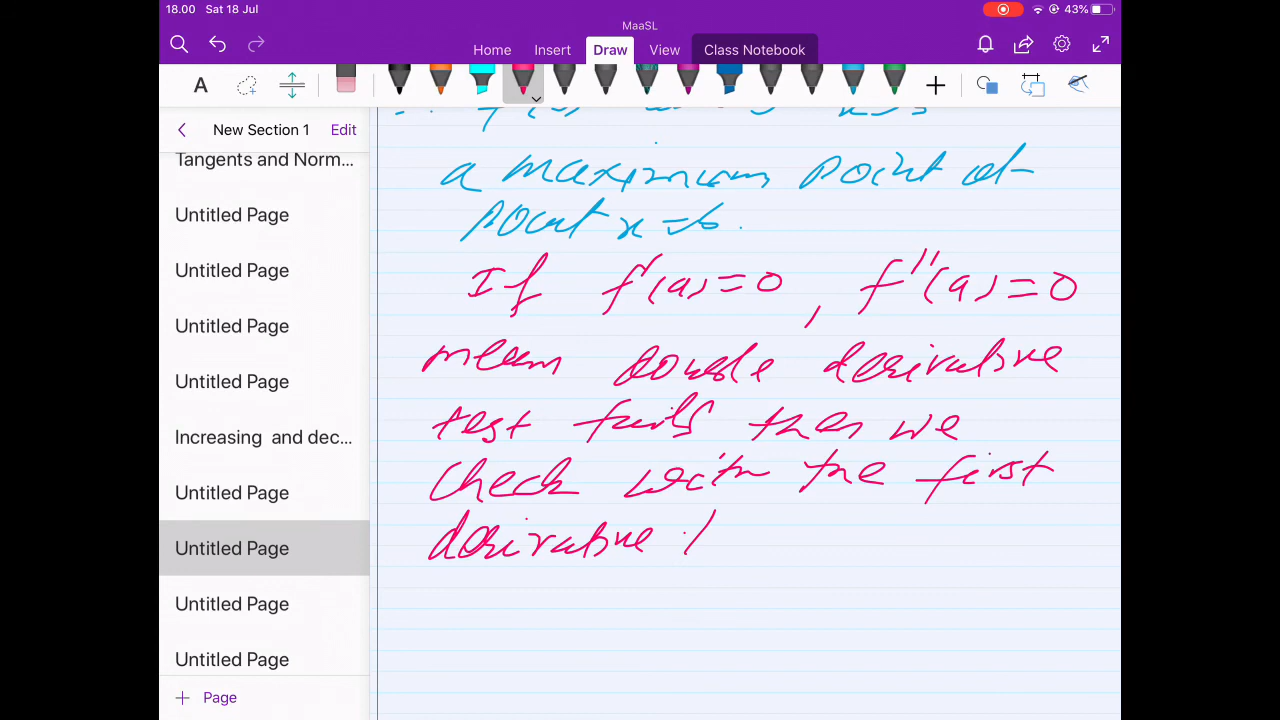 18.00 Sat 18 Jul
43%
MaaSL
Home Insert Draw View Class Notebook
A
New Section 1 Edit
Tangents and Norm...
Untitled Page
Untitled Page
Untitled Page
Untitled Page
Increasing and dec...
Untitled Page
Untitled Page
Untitled Page
Untitled Page
Page
a maximum point at
point x = b.
If f'(a)=0, f''(a)=0
mean double derivative
test fails then we
check with the first
derivative